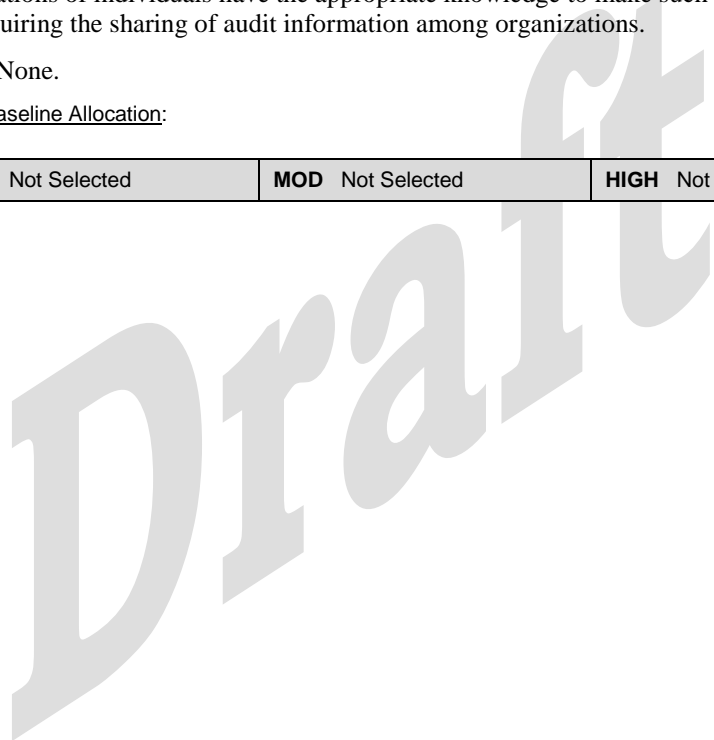 ations of individuals have the appropriate knowledge to make such
uiring the sharing of audit information among organizations.
None.
aseline Allocation:
Not Selected MOD Not Selected HIGH Not
Draft